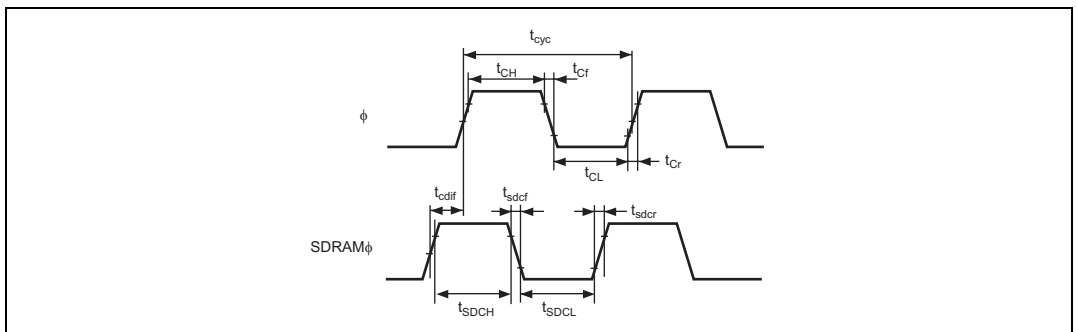 tcyc
tCH
tCf
ϕ
tCL
tCr
tcdif
tsdcf
tsdcr
SDRAMϕ
tSDCH
tSDCL